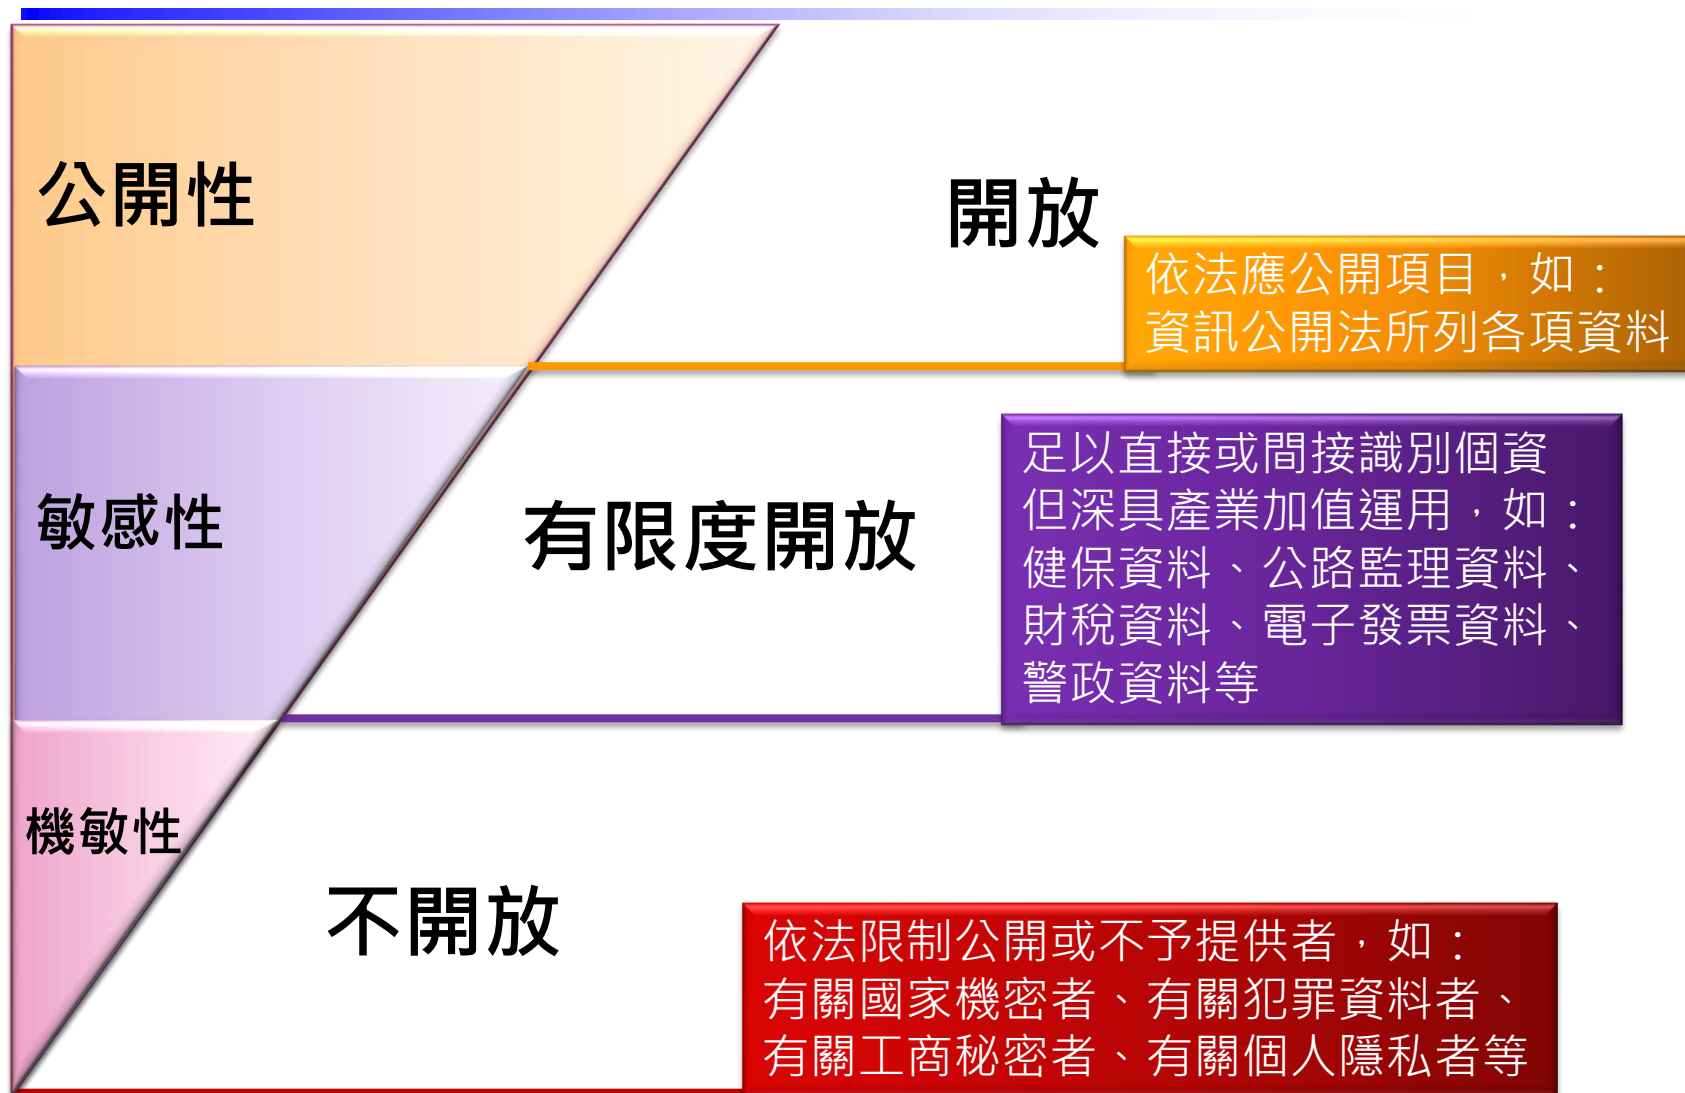 公開性
開放
依法應公開項目，如：
資訊公開法所列各項資料
敏感性
有限度開放
足以直接或間接識別個資
但深具產業加值運用，如：
健保資料、公路監理資料、
財稅資料、電子發票資料、
警政資料等
機敏性
不開放
依法限制公開或不予提供者，如：
有關國家機密者、有關犯罪資料者、
有關工商秘密者、有關個人隱私者等